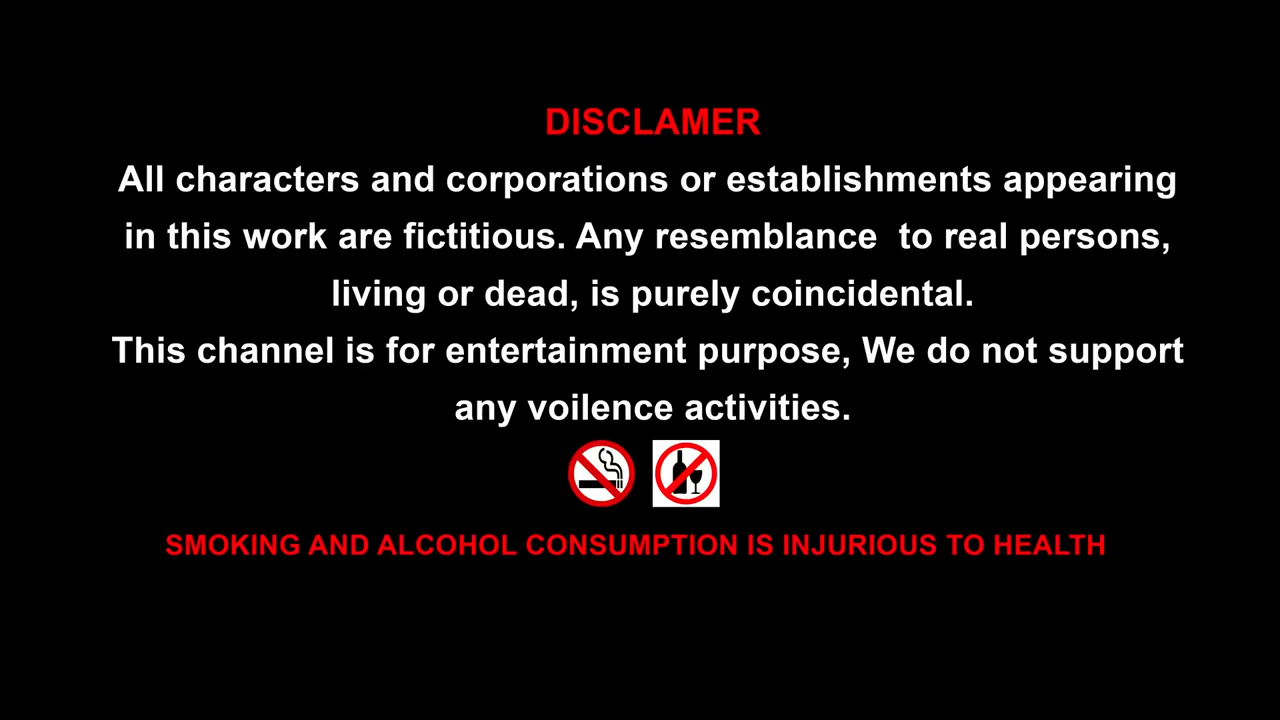 DISCLAMER
All characters and corporations or establishments appearing
in this work are fictitious. Any resemblance  to real persons,
living or dead, is purely coincidental.
This channel is for entertainment purpose, We do not support
any voilence activities.
SMOKING AND ALCOHOL CONSUMPTION IS INJURIOUS TO HEALTH